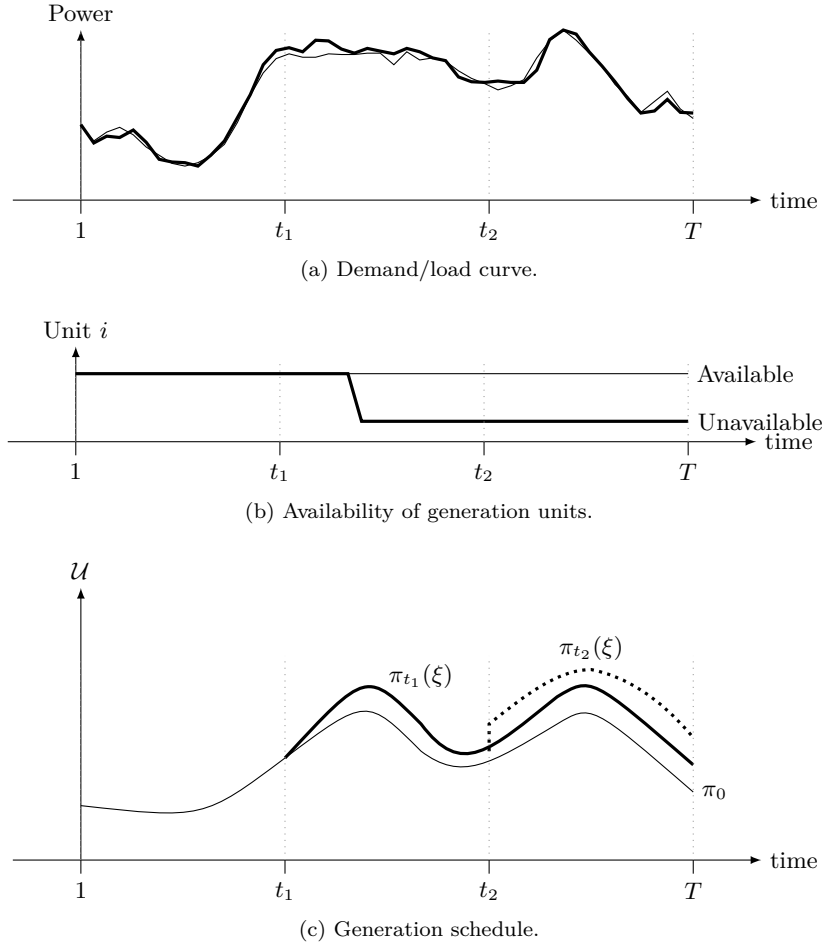 Power
time
1 t₁ t₂ T
(a) Demand/load curve.
Unit i
Available
Unavailable
time
1 t₁ t₂ T
(b) Availability of generation units.
𝒰
π_{t₂}(ξ)
π_{t₁}(ξ)
π₀
time
1 t₁ t₂ T
(c) Generation schedule.